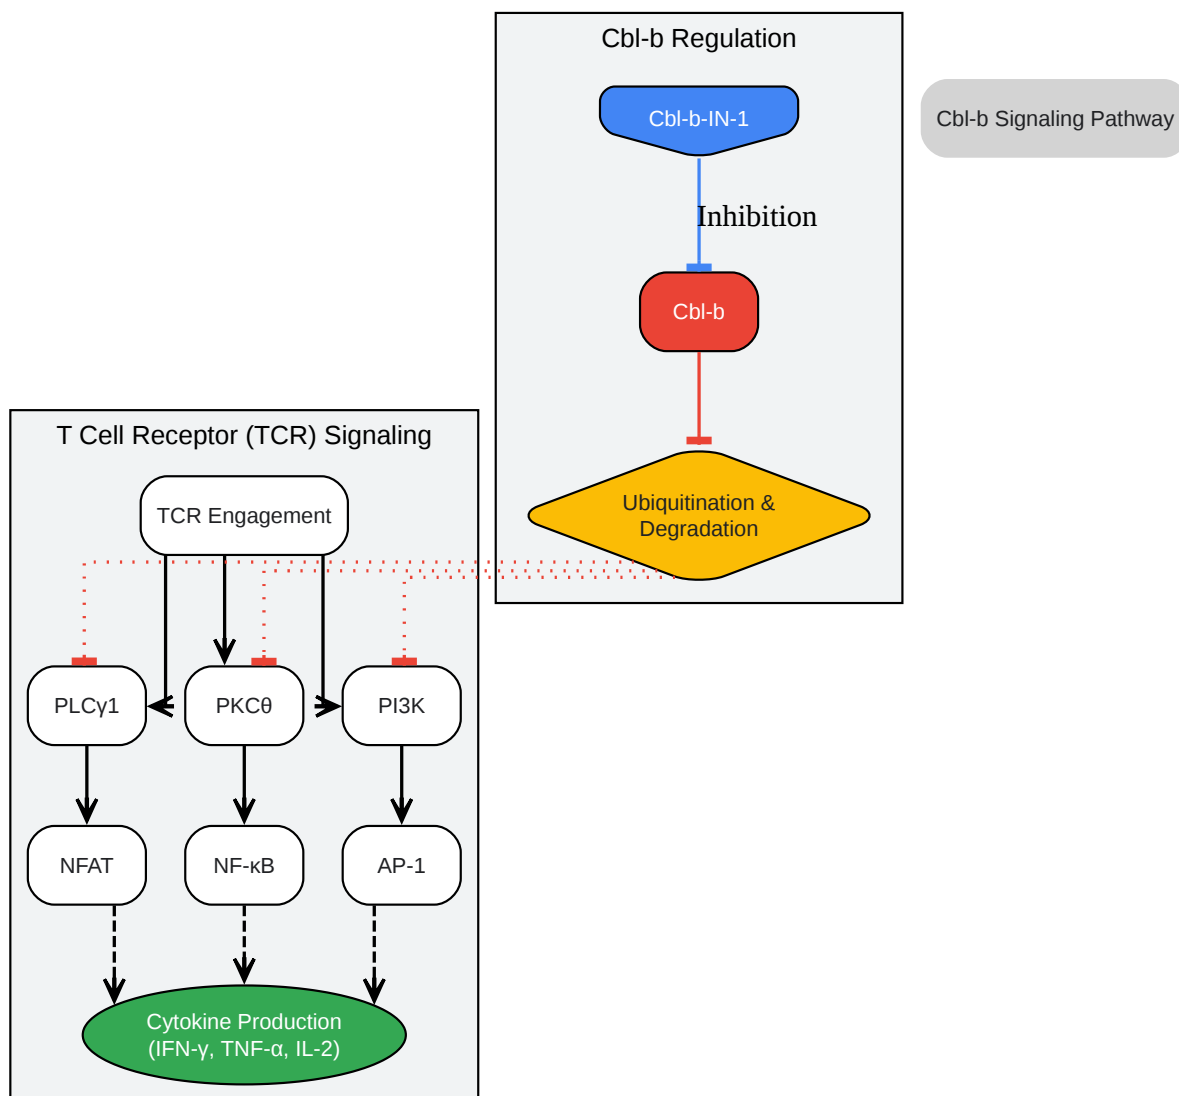 Cbl-b Regulation
Cbl-b-IN-1
Cbl-b Signaling Pathway
Inhibition
Cbl-b
T Cell Receptor (TCR) Signaling
Ubiquitination &
Degradation
TCR Engagement
PLCγ1
PKCθ
PI3K
NFAT
NF-κB
AP-1
Cytokine Production
(IFN-γ, TNF-α, IL-2)